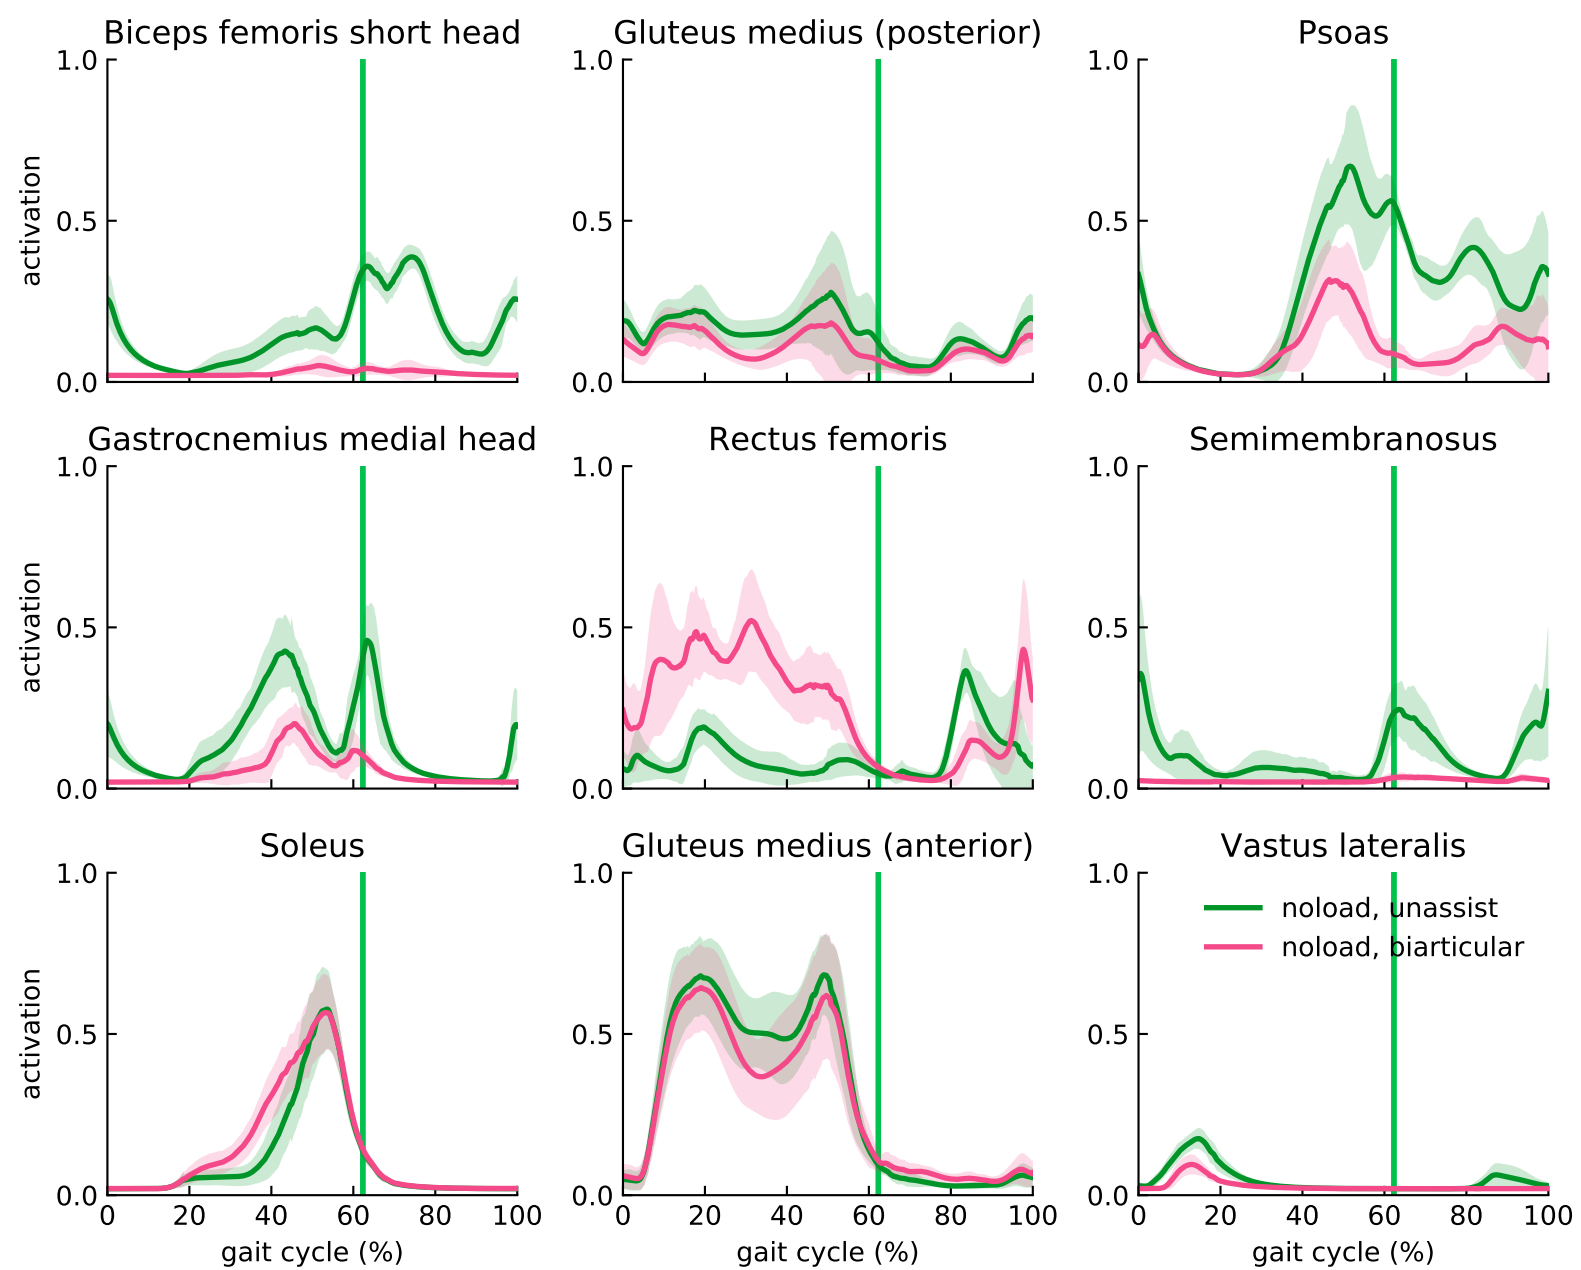 Biceps femoris short head
Gluteus medius (posterior)
Psoas
1.0
0.5
0.0
activation
1.0
0.5
0.0
1.0
0.5
0.0
Gastrocnemius medial head
Rectus femoris
Semimembranosus
1.0
0.5
0.0
activation
1.0
0.5
0.0
1.0
0.5
0.0
Soleus
Gluteus medius (anterior)
Vastus lateralis
1.0
0.5
0.0
activation
0 20 40 60 80 100
gait cycle (%)
1.0
0.5
0.0
0 20 40 60 80 100
gait cycle (%)
1.0
0.5
0.0
noload, unassist
noload, biarticular
0 20 40 60 80 100
gait cycle (%)